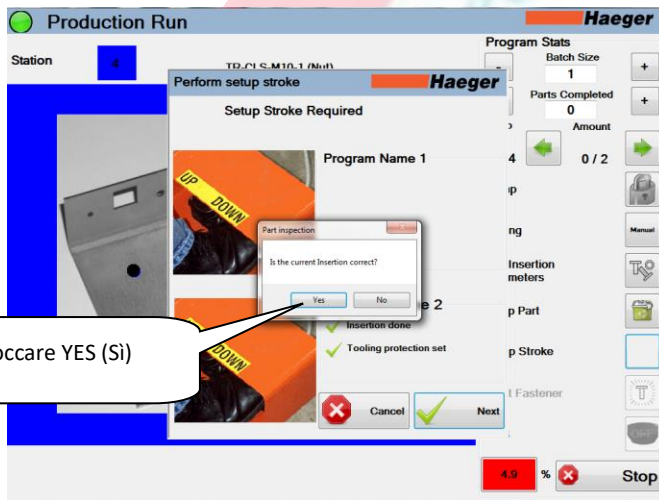 Production Run
Haeger
Station
4
TR-CLS-M10-1 (Nut)
Program Stats
Batch Size
-
1
+
Parts Completed
0
+
Amount
4
0 / 2
Manual
Insertion
meters
T
Perform setup stroke
Haeger
Setup Stroke Required
Program Name 1
UP
DOWN
Part inspection
Is the current Insertion correct?
Yes
No
2
Insertion done
Tooling protection set
DOWN
Cancel
Next
occare YES (Sì)
p Part
p Stroke
t Fastener
T
OFF
4.9
%
Stop